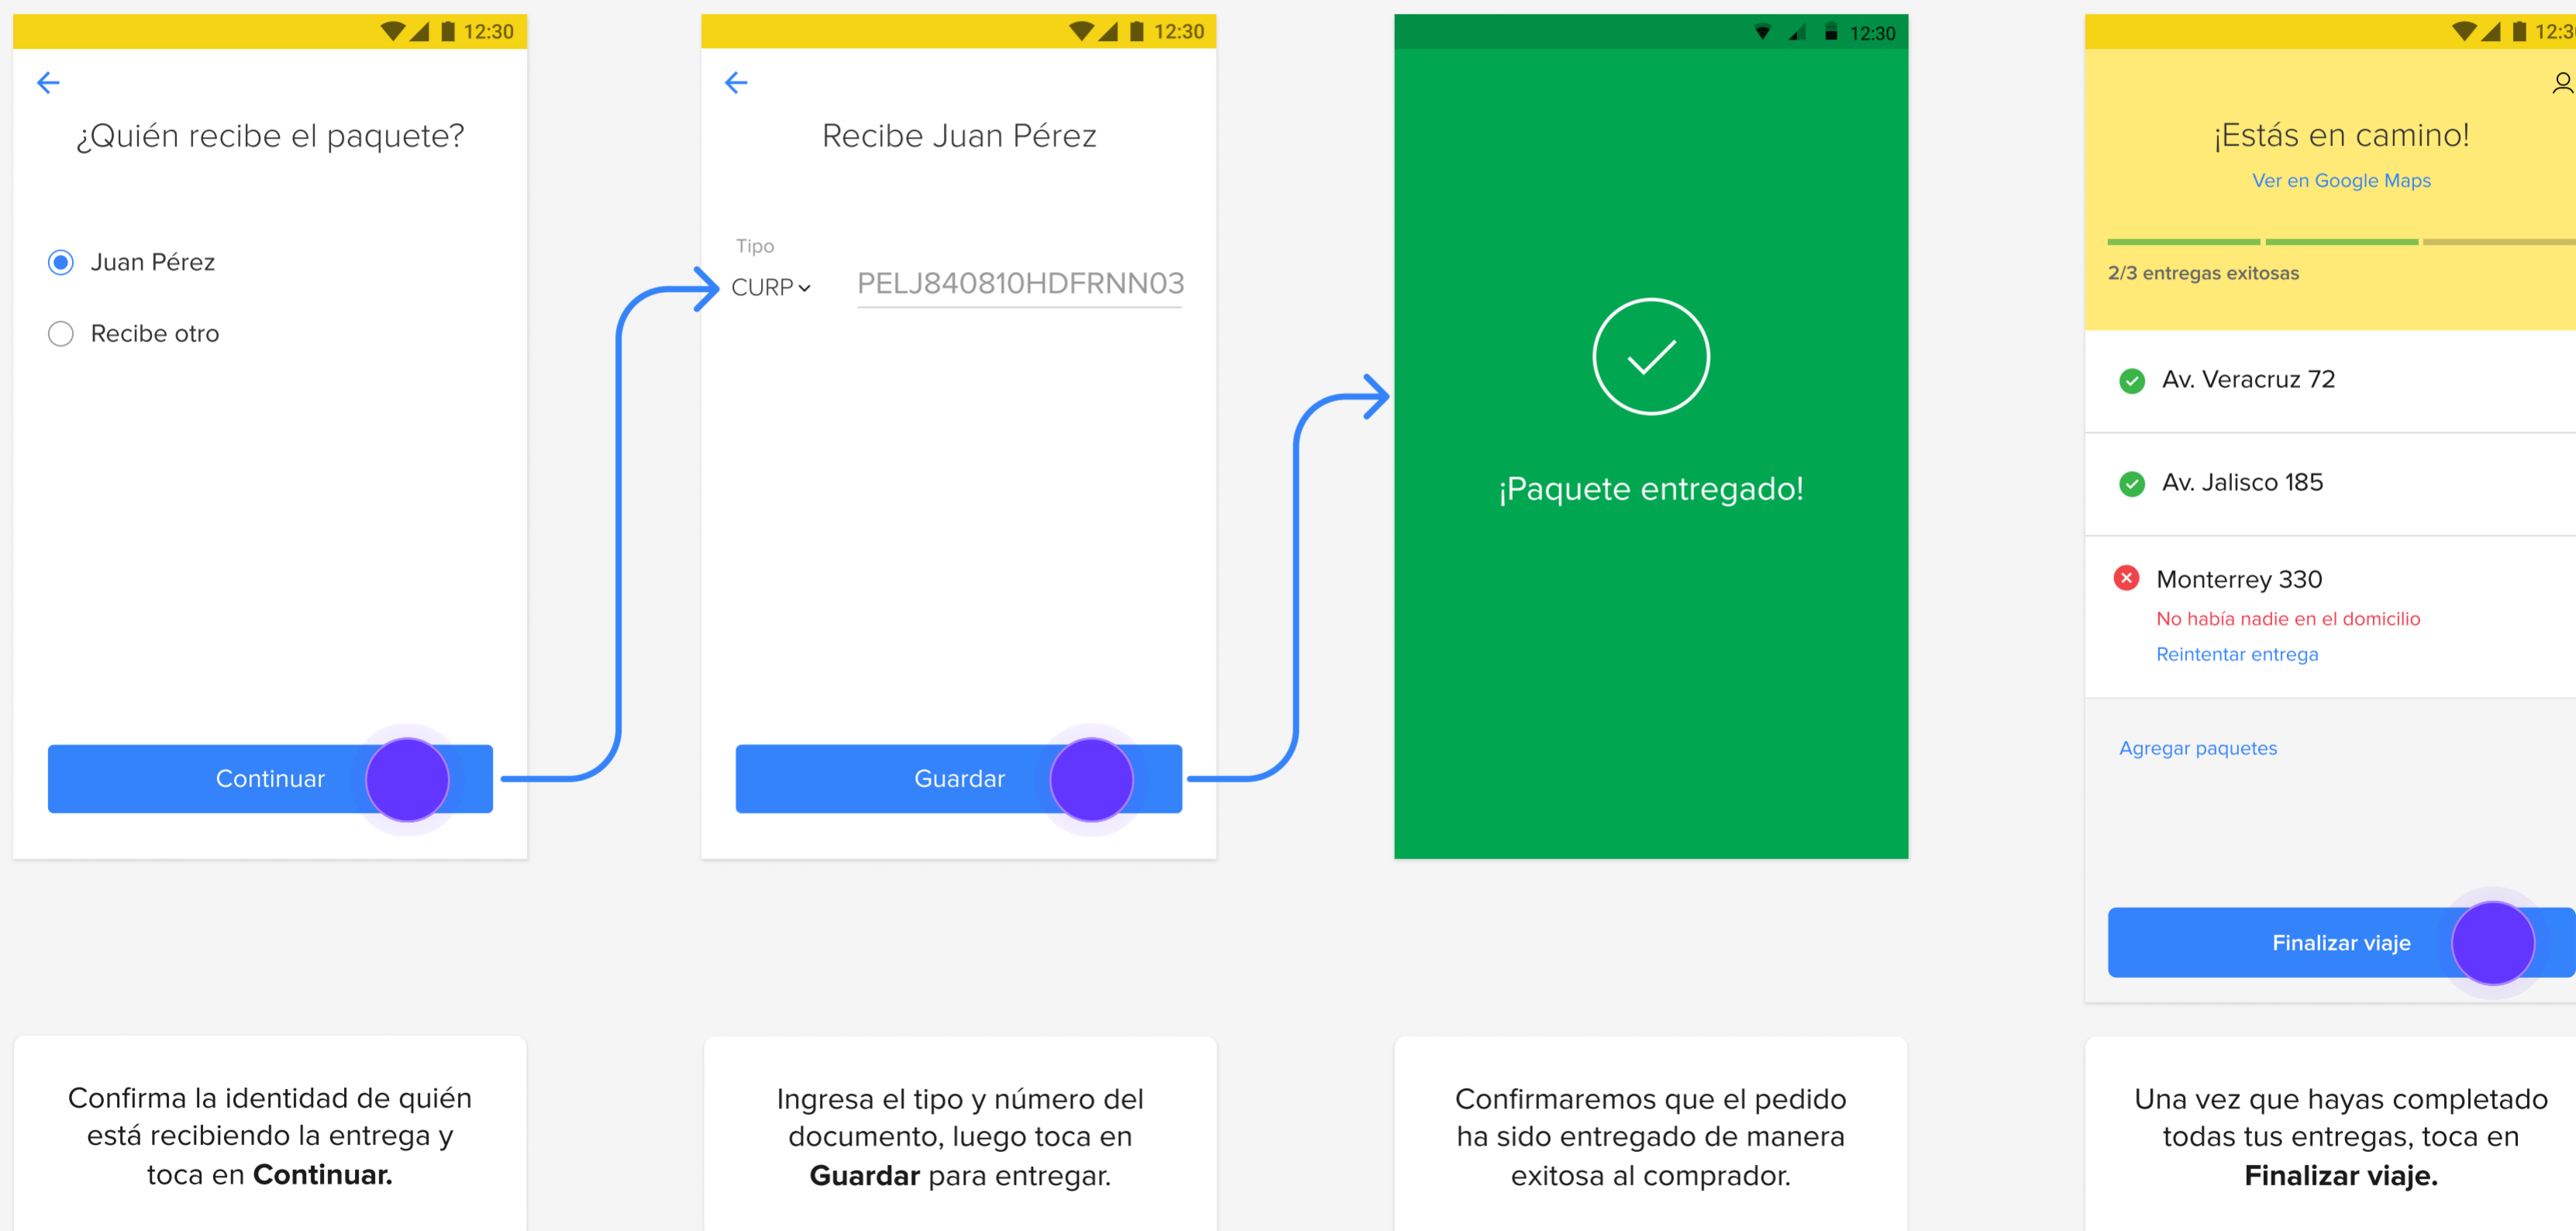 12:30
¿Quién recibe el paquete?
Juan Pérez
Recibe otro
Continuar
Confirma la identidad de quién
está recibiendo la entrega y
toca en Continuar.
12:30
Recibe Juan Pérez
Tipo
CURP PELJ840810HDFRNN03
Guardar
Ingresa el tipo y número del
documento, luego toca en
Guardar para entregar.
12:30
¡Paquete entregado!
Confirmaremos que el pedido
ha sido entregado de manera
exitosa al comprador.
12:3
¡Estás en camino!
Ver en Google Maps
2/3 entregas exitosas
Av. Veracruz 72
Av. Jalisco 185
Monterrey 330
No había nadie en el domicilio
Reintentar entrega
Agregar paquetes
Finalizar viaje
Una vez que hayas completado
todas tus entregas, toca en
Finalizar viaje.